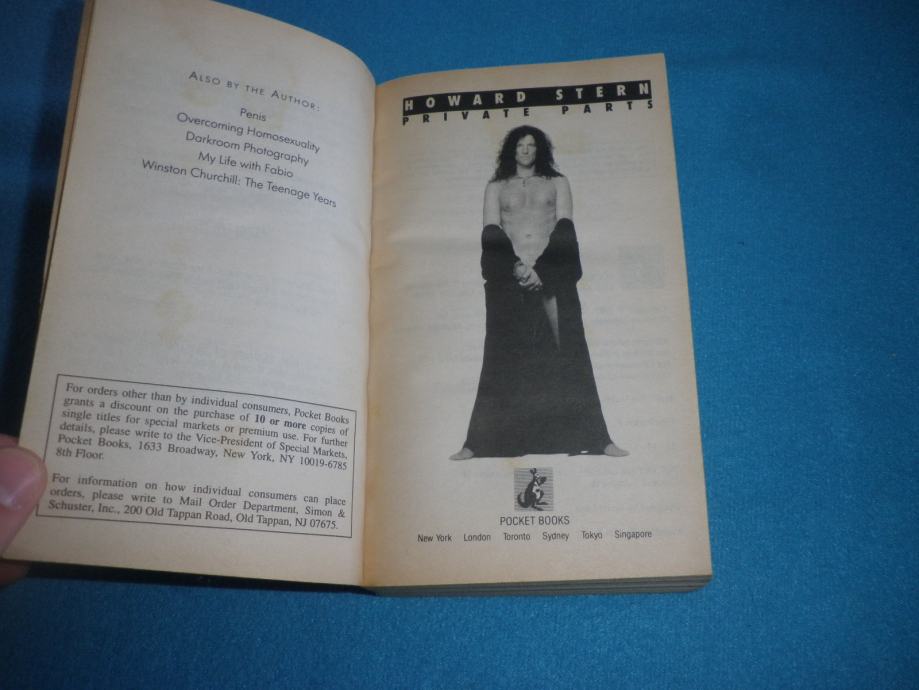 ALSO BY THE AUTHOR:
Penis
Overcoming Homosexuality
Darkroom Photography
My Life with Fabio
Winston Churchill: The Teenage Years
For orders other than by individual consumers, Pocket Books
grants a discount on the purchase of 10 or more copies of
single titles for special markets or premium use. For further
details, please write to the Vice-President of Special Markets,
Pocket Books, 1633 Broadway, New York, NY 10019-6785
8th Floor.
For information on how individual consumers can place
orders, please write to Mail Order Department, Simon &
Schuster, Inc., 200 Old Tappan Road, Old Tappan, NJ 07675.
HOWARD STERN
PRIVATE PARTS
POCKET BOOKS
New York London Toronto Sydney Tokyo Singapore